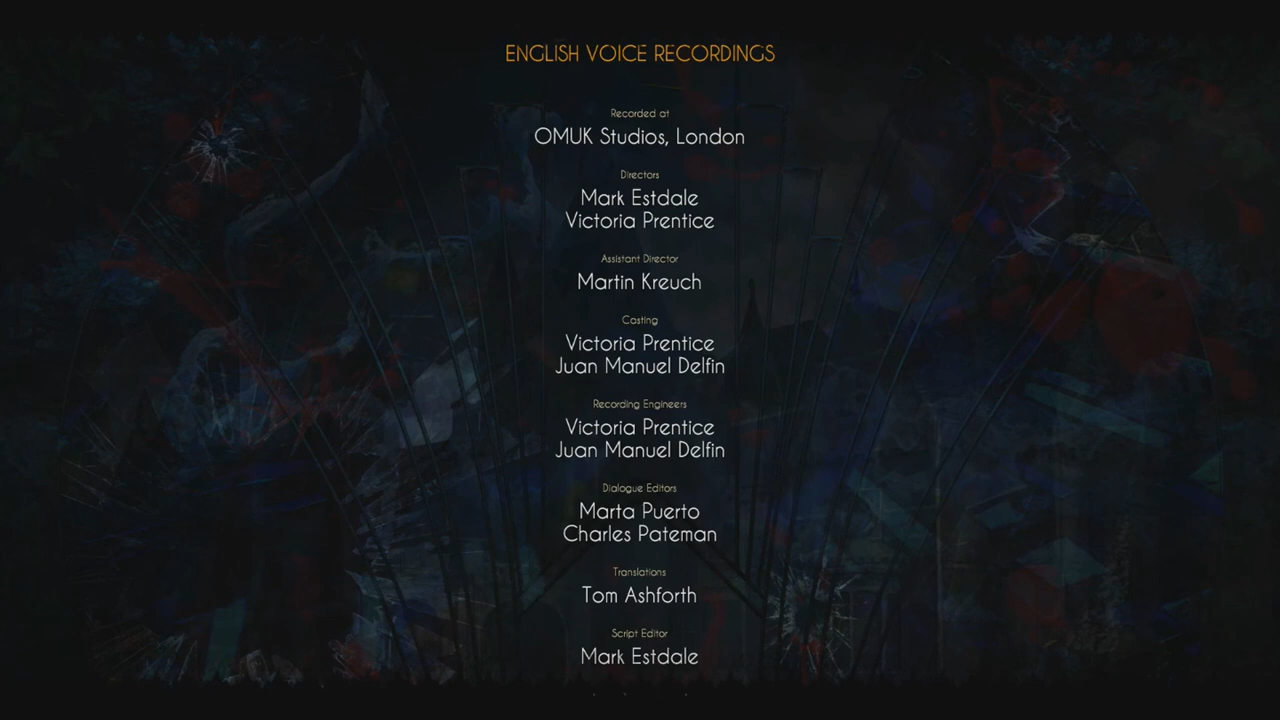 ENGLISH VOICE RECORDINGS
Recorded at
OMUK Studios, London
Directors
Mark Estdale
Victoria Prentice
Assistant Director
Martin Kreuch
Casting
Victoria Prentice
Juan Manuel Delfin
Recording Engineers
Victoria Prentice
Juan Manuel Delfin
Dialogue Editors
Marta Puerto
Charles Pateman
Translations
Tom Ashforth
Script Editor
Mark Estdale